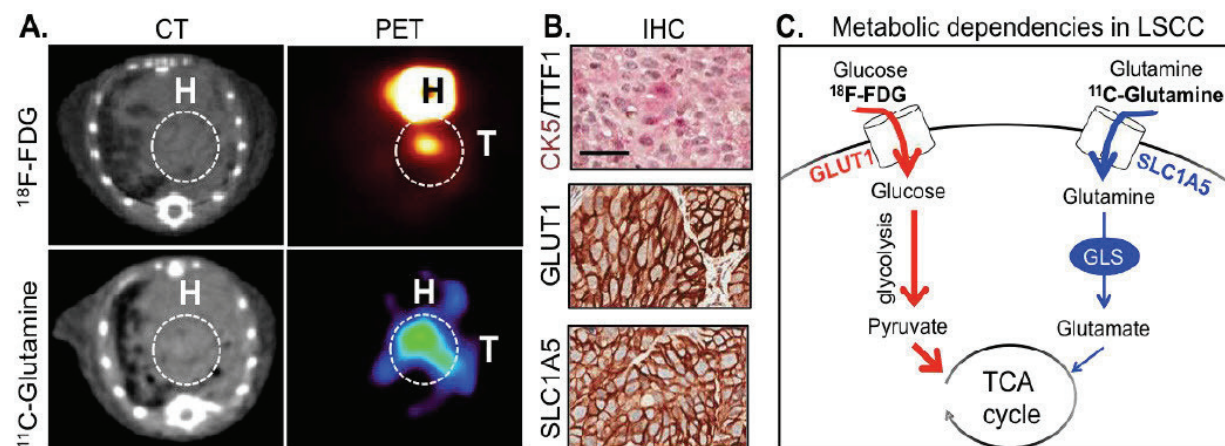 A.
CT
PET
18F-FDG
H
H
T
11C-Glutamine
H
H
T
B.
IHC
CK5/TTF1
GLUT1
SLC1A5
C.
Metabolic dependencies in LSCC
Glucose
18F-FDG
Glutamine
11C-Glutamine
GLUT1
SLC1A5
Glucose
Glutamine
glycolysis
GLS
Pyruvate
Glutamate
TCA
cycle